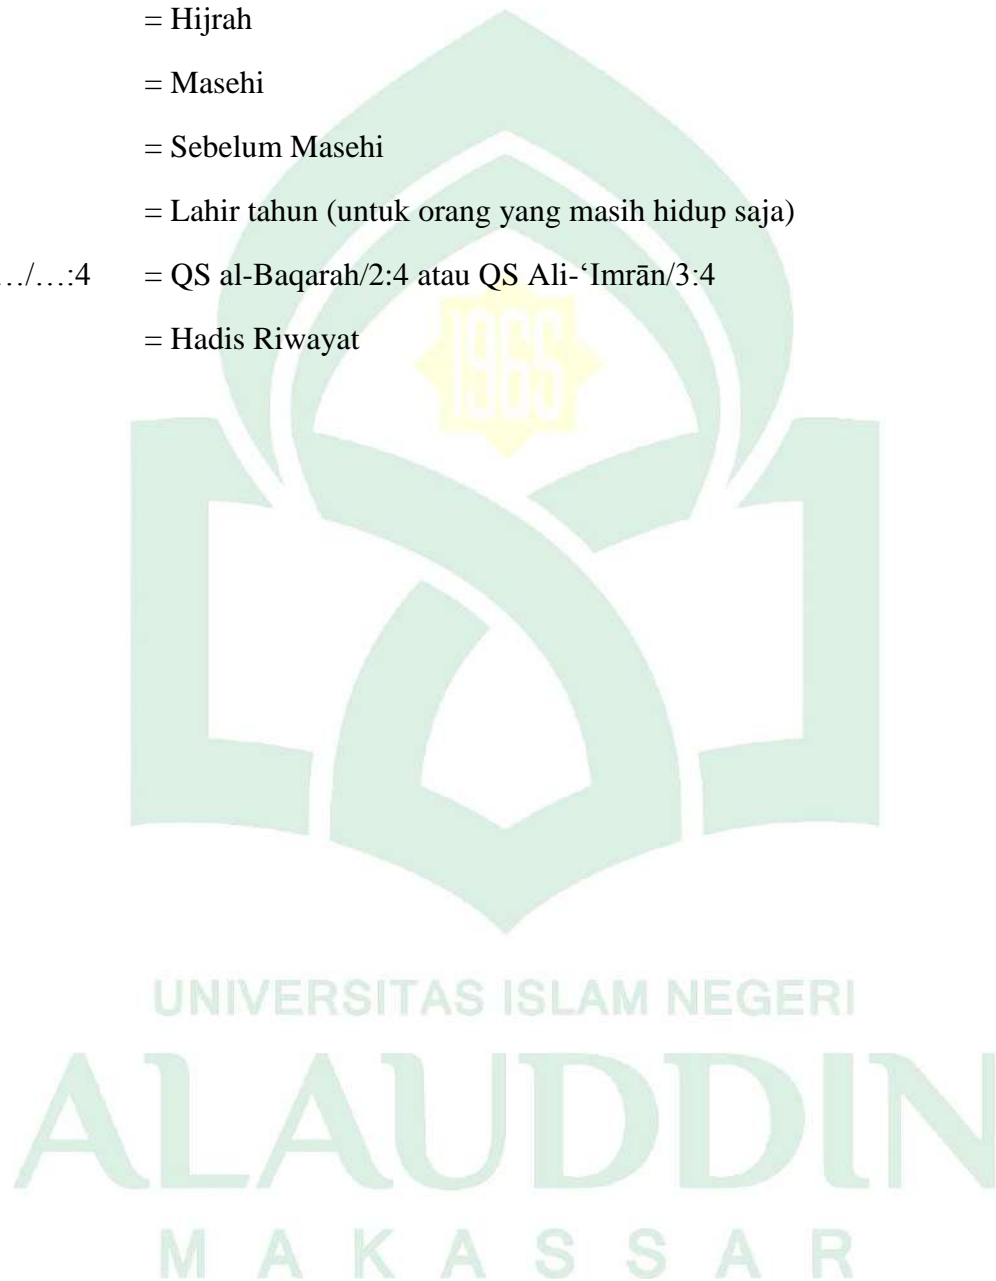 = Hijrah
= Masehi
= Sebelum Masehi
= Lahir tahun (untuk orang yang masih hidup saja)
…/…:4 = QS al-Baqarah/2:4 atau QS Ali-‘Imrān/3:4
= Hadis Riwayat
1965
UNIVERSITAS ISLAM NEGERI
ALAUDDIN
MAKASSAR